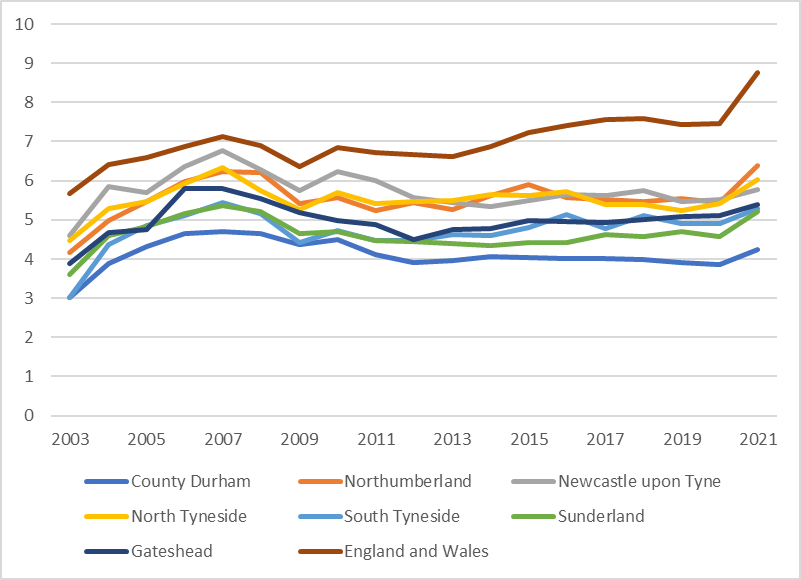 10
9
8
7
6
5
4
3
2
1
0
2003 2005 2007 2009 2011 2013 2015 2017 2019 2021
County Durham Northumberland Newcastle upon Tyne
North Tyneside South Tyneside Sunderland
Gateshead England and Wales